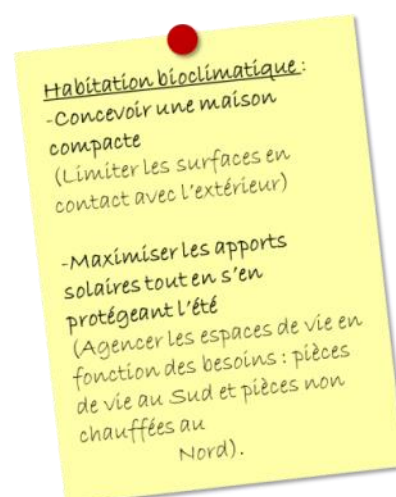 Habitation bioclimatique :
-Concevoir une maison
compacte
(Limiter les surfaces en
contact avec l'extérieur)
-Maximiser les apports
solaires tout en s'en
protégeant l'été
(Agencer les espaces de vie en
fonction des besoins : pièces
de vie au Sud et pièces non
chauffées au
Nord).